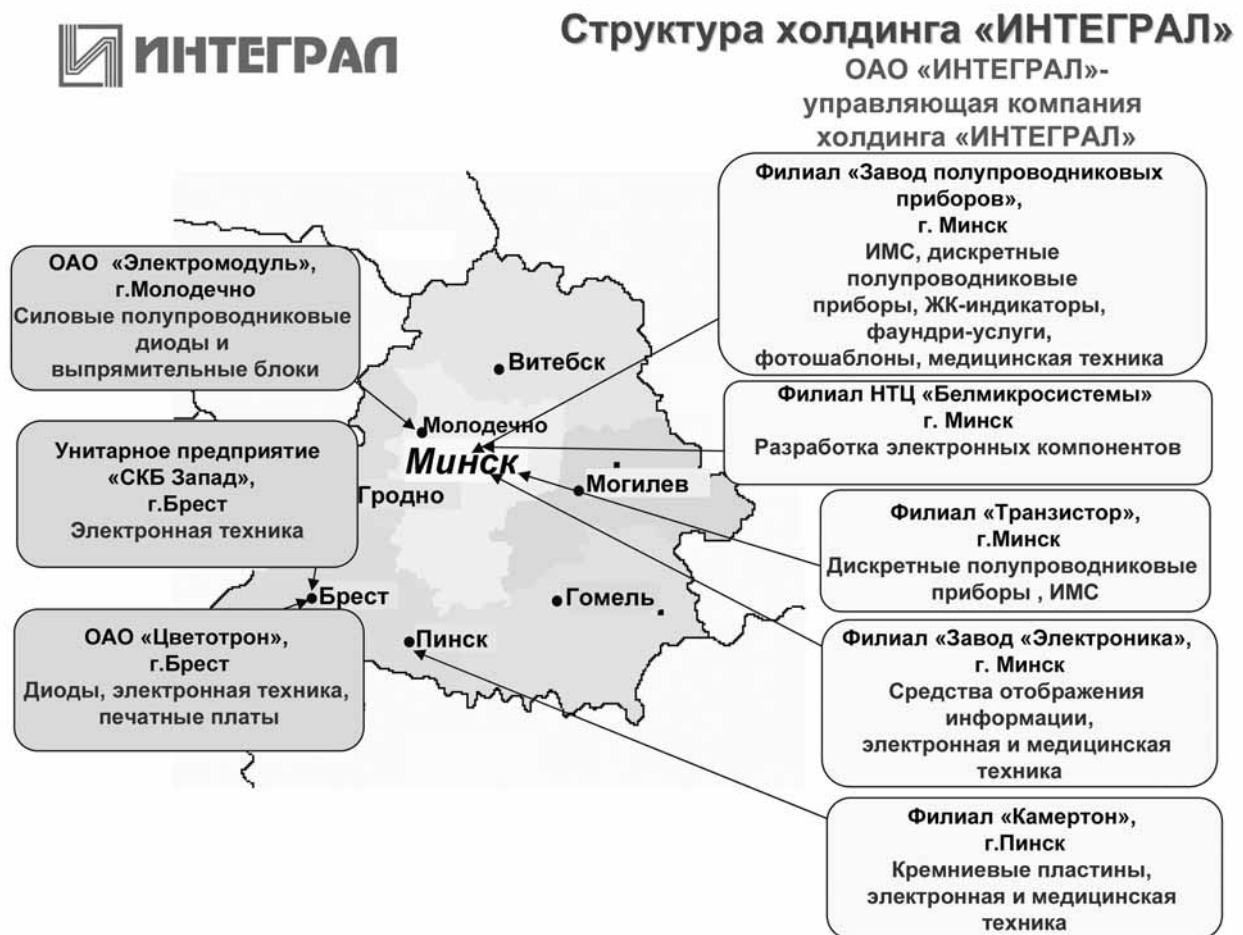 ИНТЕГРАЛ
Структура холдинга «ИНТЕГРАЛ»
ОАО «ИНТЕГРАЛ»-
управляющая компания
холдинга «ИНТЕГРАЛ»
ОАО «Электромодуль»,
г.Молодечно
Силовые полупроводниковые
диоды и
выпрямительные блоки
Унитарное предприятие
«СКБ Запад»,
г.Брест
Электронная техника
ОАО «Цветотрон»,
г.Брест
Диоды, электронная техника,
печатные платы
Витебск
Молодечно
Минск
Гродно
Могилев
Брест
Гомель
Пинск
Филиал «Завод полупроводниковых
приборов»,
г. Минск
ИМС, дискретные
полупроводниковые
приборы, ЖК-индикаторы,
фаундри-услуги,
фотошаблоны, медицинская техника
Филиал НТЦ «Белмикросистемы»
г. Минск
Разработка электронных компонентов
Филиал «Транзистор»,
г.Минск
Дискретные полупроводниковые
приборы , ИМС
Филиал «Завод «Электроника»,
г. Минск
Средства отображения
информации,
электронная и медицинская
техника
Филиал «Камертон»,
г.Пинск
Кремниевые пластины,
электронная и медицинская
техника